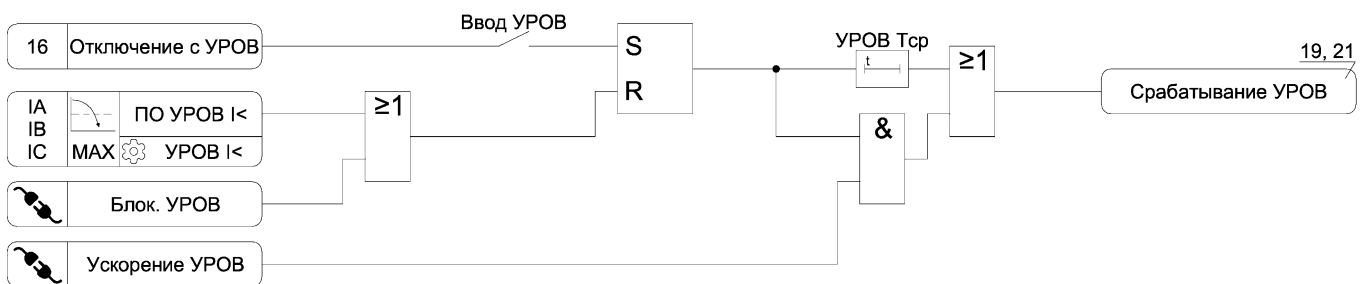 Ввод УРОВ
16 Отключение с УРОВ
S
R
УРОВ Тср
t
≥1
19, 21
Срабатывание УРОВ
IA
IB
IC
ПО УРОВ I<
MAX УРОВ I<
≥1
&
Блок. УРОВ
Ускорение УРОВ